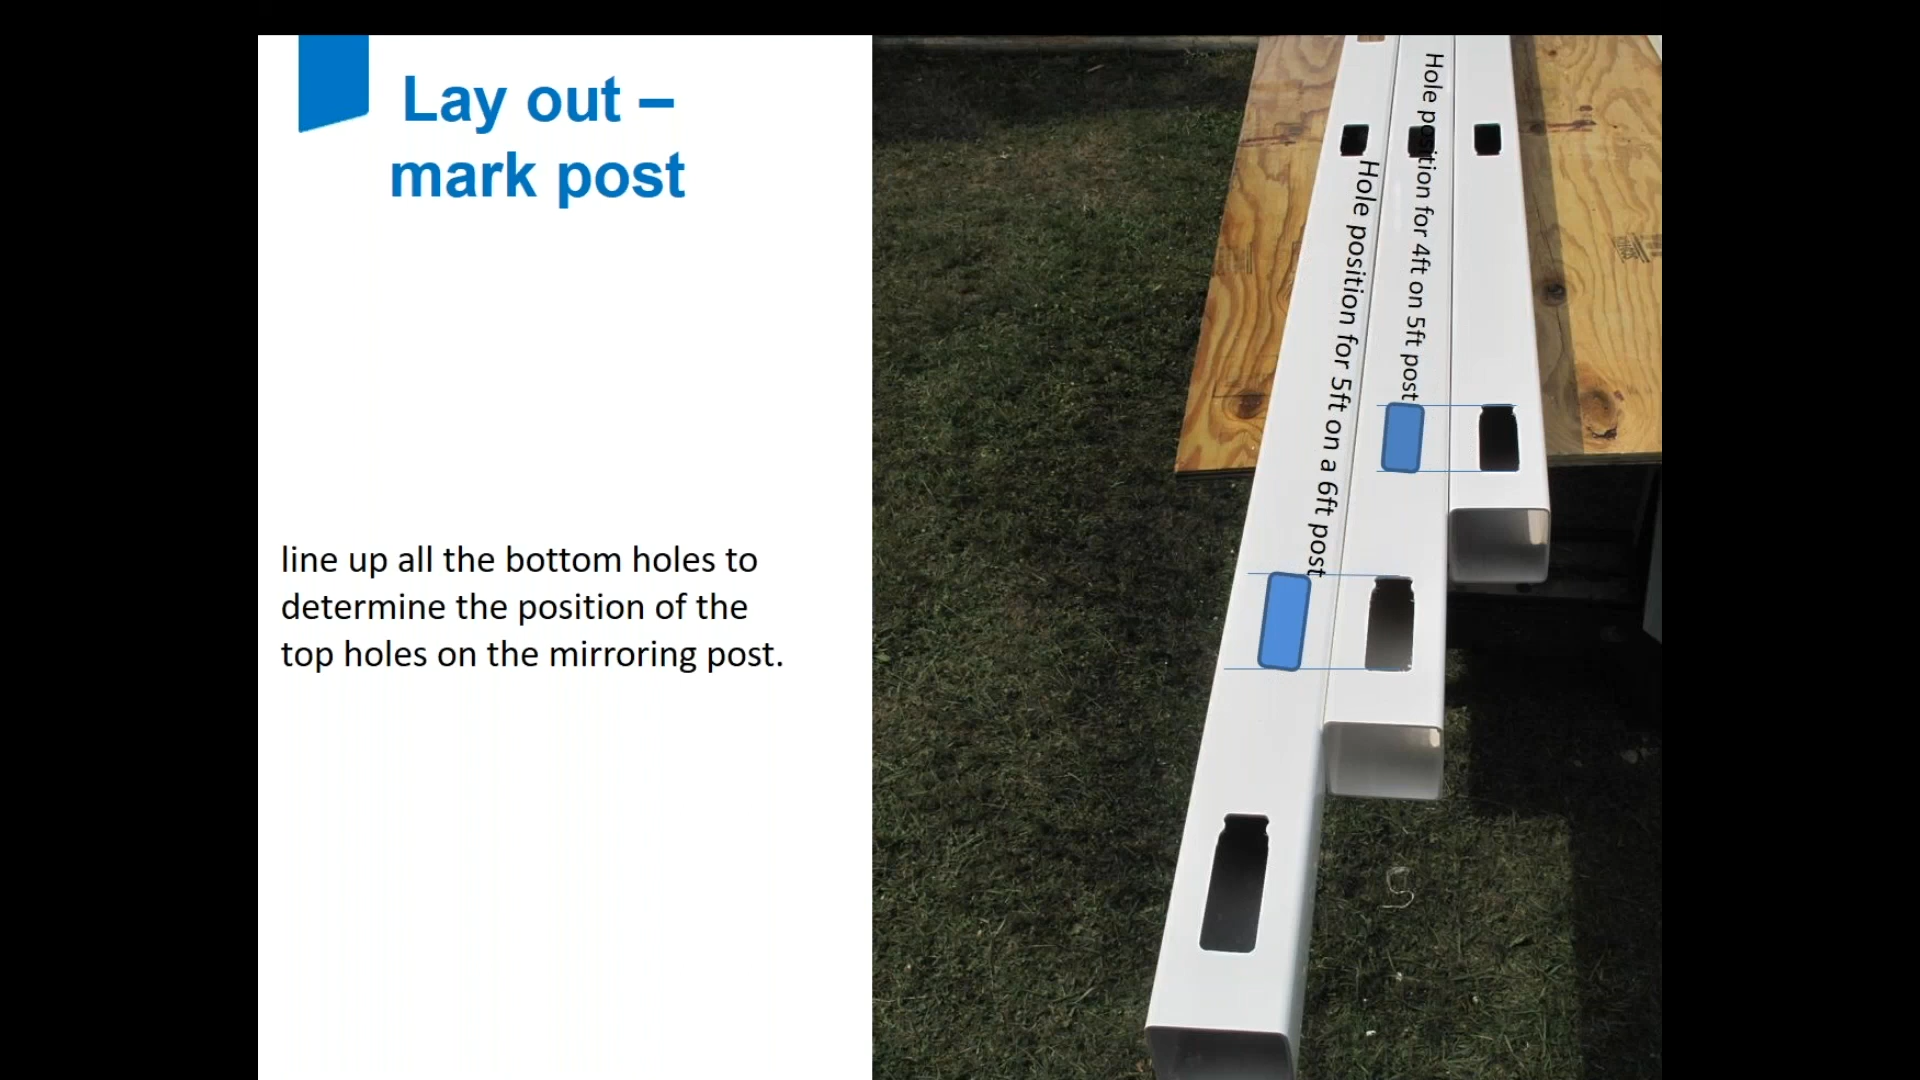 Lay out –
mark post
line up all the bottom holes to
determine the position of the
top holes on the mirroring post.
Hole position for 4ft on 5ft post
Hole position for 5ft on a 6ft post